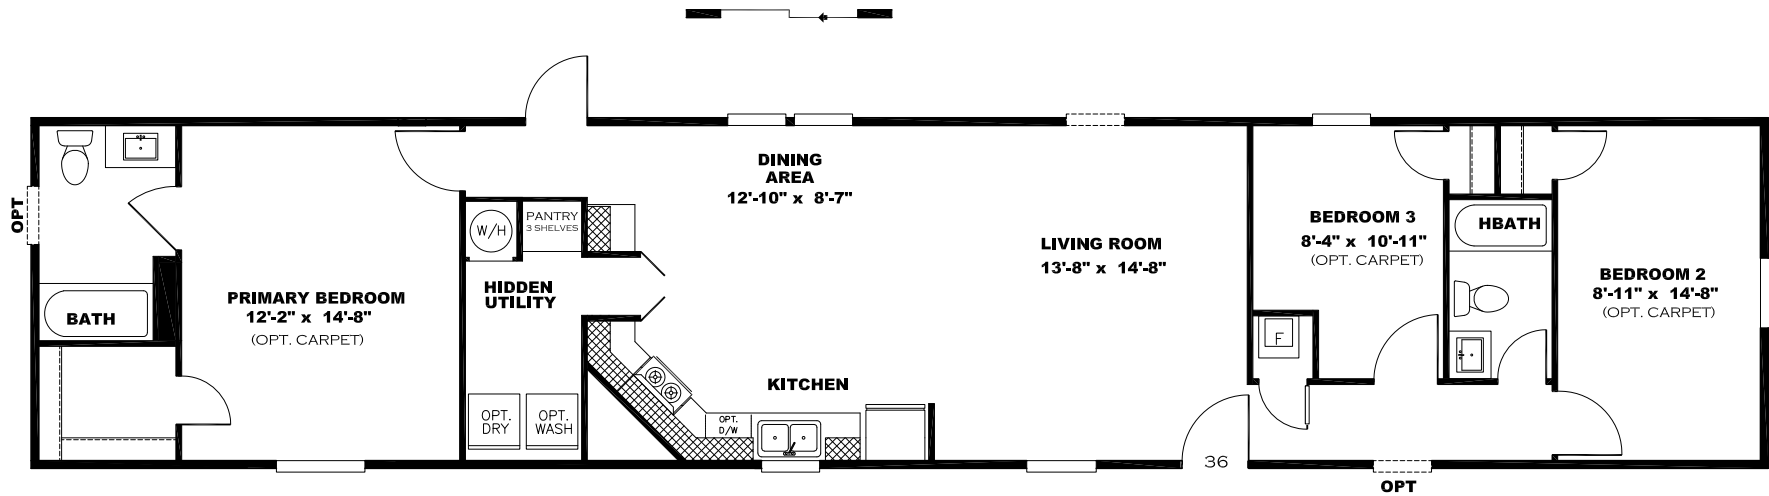 OPT
BATH
PRIMARY BEDROOM
12'-2" x 14'-8"
(OPT. CARPET)
W/H
PANTRY
3 SHELVES
HIDDEN
UTILITY
OPT.
DRY
OPT.
WASH
DINING
AREA
12'-10" x 8'-7"
KITCHEN
OPT.
D/W
LIVING ROOM
13'-8" x 14'-8"
36
BEDROOM 3
8'-4" x 10'-11"
(OPT. CARPET)
F
HBATH
BEDROOM 2
8'-11" x 14'-8"
(OPT. CARPET)
OPT